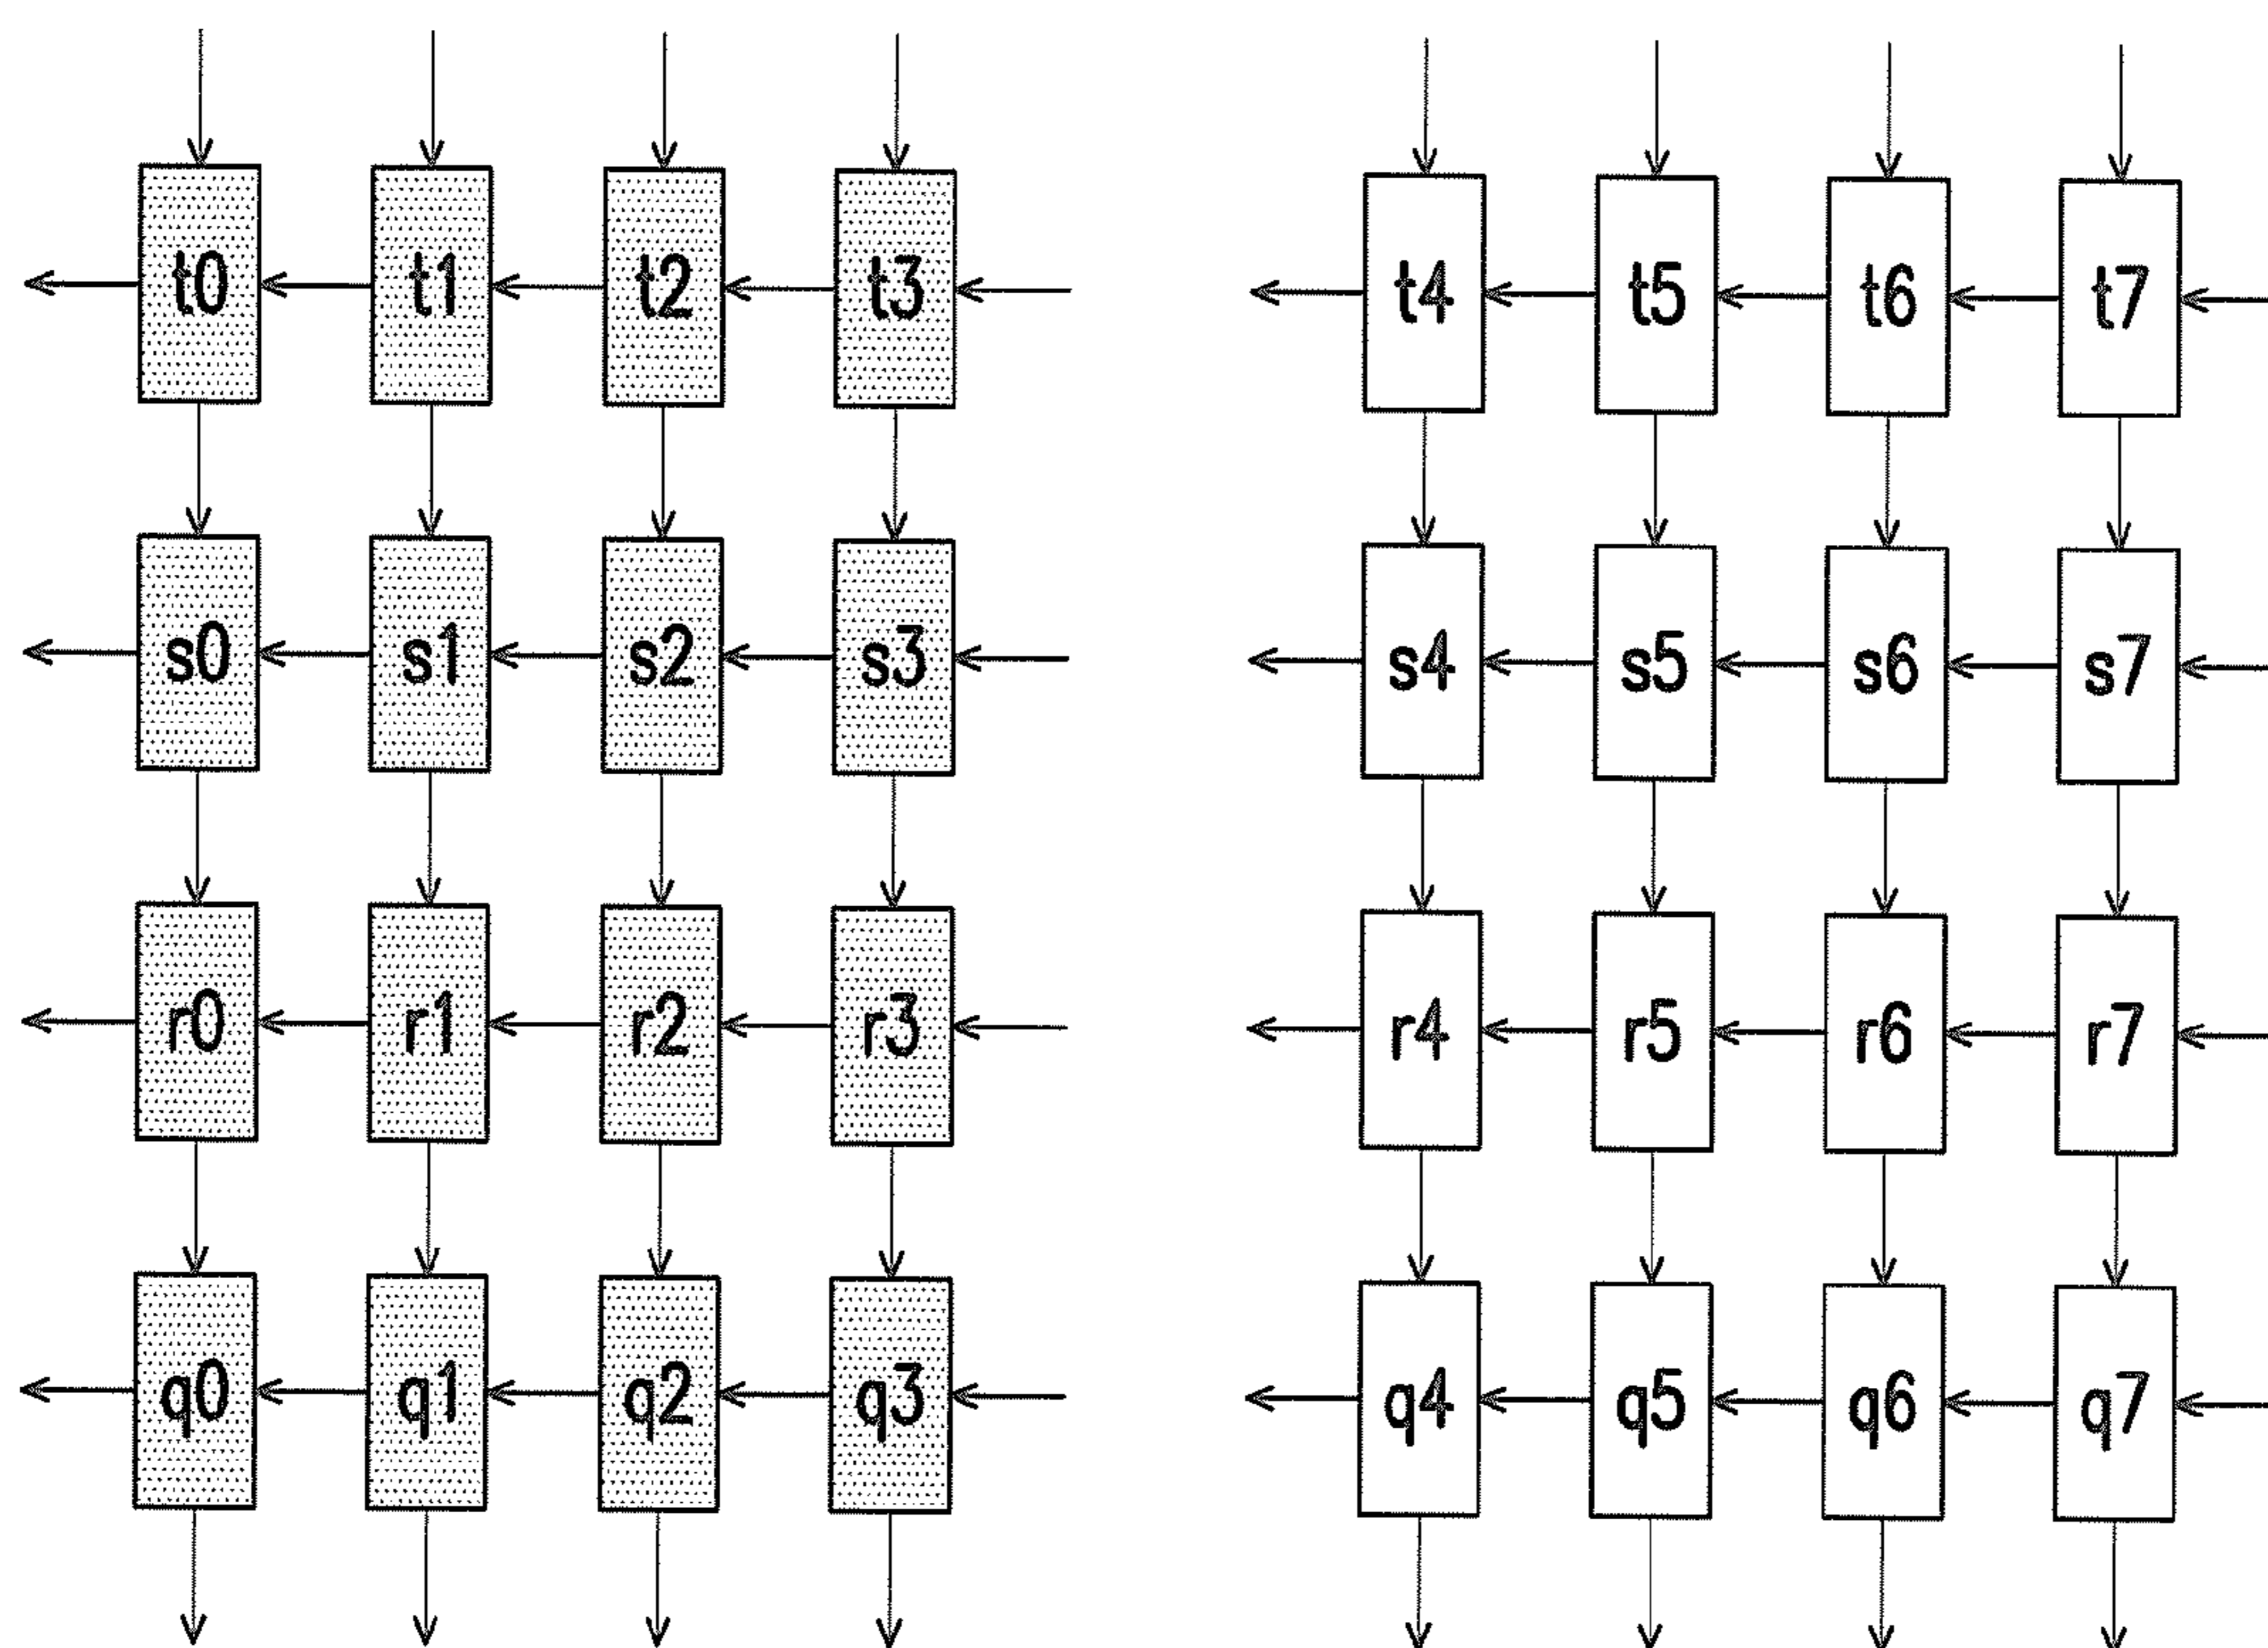 t0 t1 t2 t3 t4 t5 t6 t7
s0 s1 s2 s3 s4 s5 s6 s7
r0 r1 r2 r3 r4 r5 r6 r7
q0 q1 q2 q3 q4 q5 q6 q7